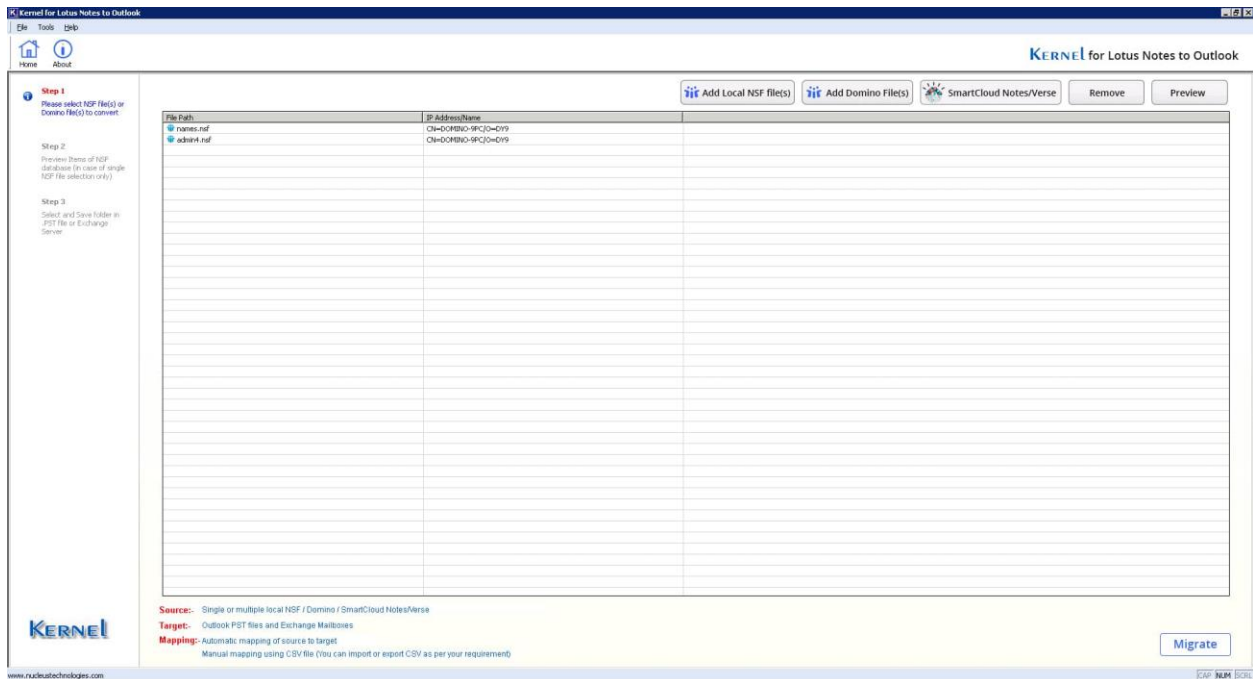 Kernel for Lotus Notes to Outlook
File Tools Help
Home About
KERNEL for Lotus Notes to Outlook
Step 1
Please select NSF file(s) or
Domino file(s) to convert
Step 2
Preview Items of NSF
database (in case of single
NSF file selection only)
Step 3
Select and Save folder in
.PST file or Exchange
Server
Add Local NSF file(s) Add Domino File(s) SmartCloud Notes/Verse Remove Preview
File Path IP Address/Name
names.nsf CN=DOMINO-9PC/O=DY9
admin4.nsf CN=DOMINO-9PC/O=DY9
Source:- Single or multiple local NSF / Domino / SmartCloud Notes/Verse
Target:- Outlook PST files and Exchange Mailboxes
Mapping:- Automatic mapping of source to target
Manual mapping using CSV file (You can import or export CSV as per your requirement)
KERNEL
Migrate
www.nucleustechnologies.com CAP NUM SCRL